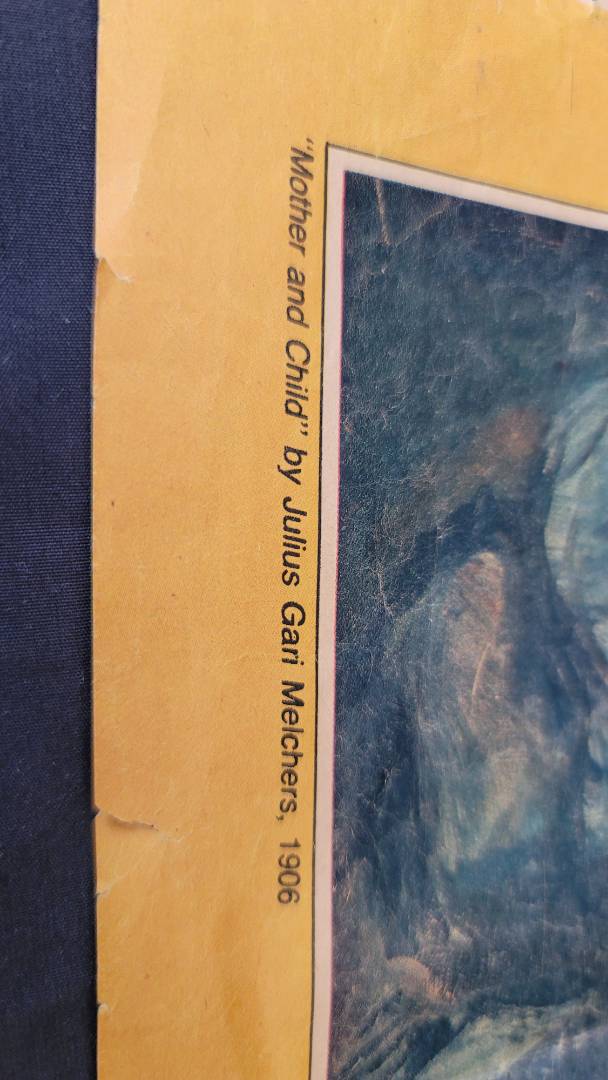 “Mother and Child” by Julius Gari Melchers, 1906